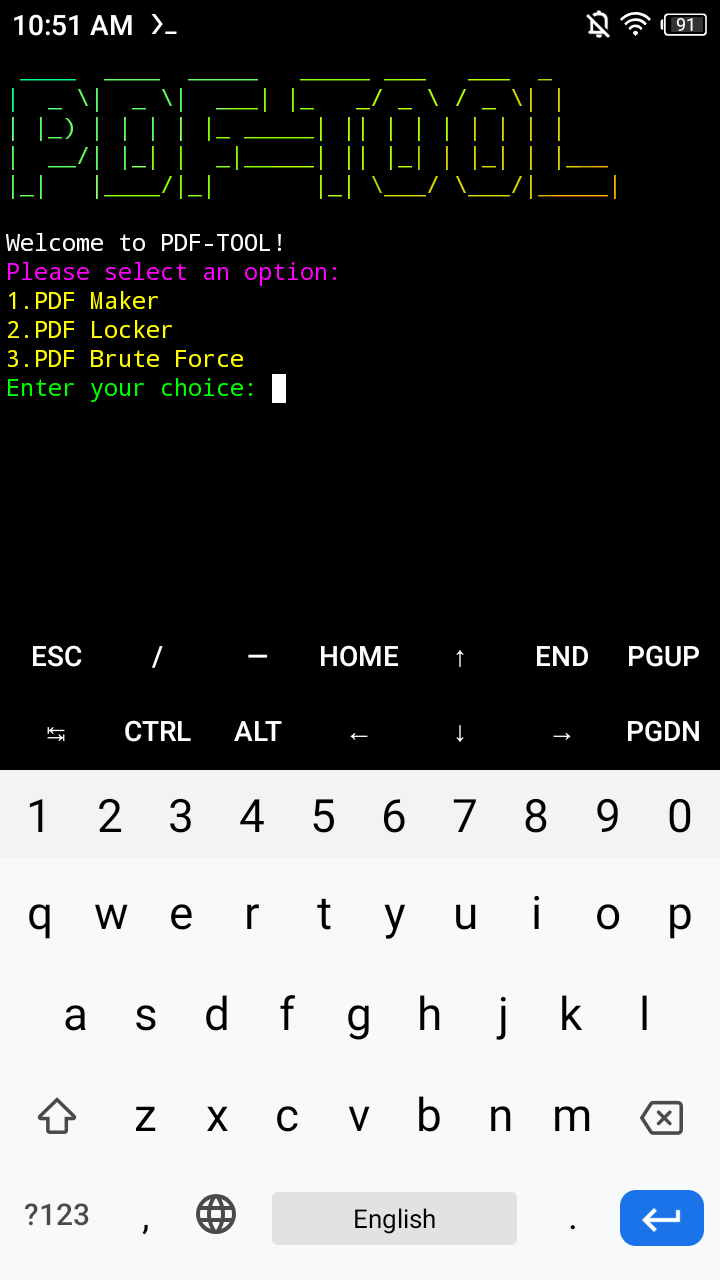 10:51 AM
91
PDF-TOOL
Welcome to PDF-TOOL!
Please select an option:
1.PDF Maker
2.PDF Locker
3.PDF Brute Force
Enter your choice:
ESC / — HOME ↑ END PGUP
↹ CTRL ALT ← ↓ → PGDN
1 2 3 4 5 6 7 8 9 0
q w e r t y u i o p
a s d f g h j k l
z x c v b n m
?123 , English .